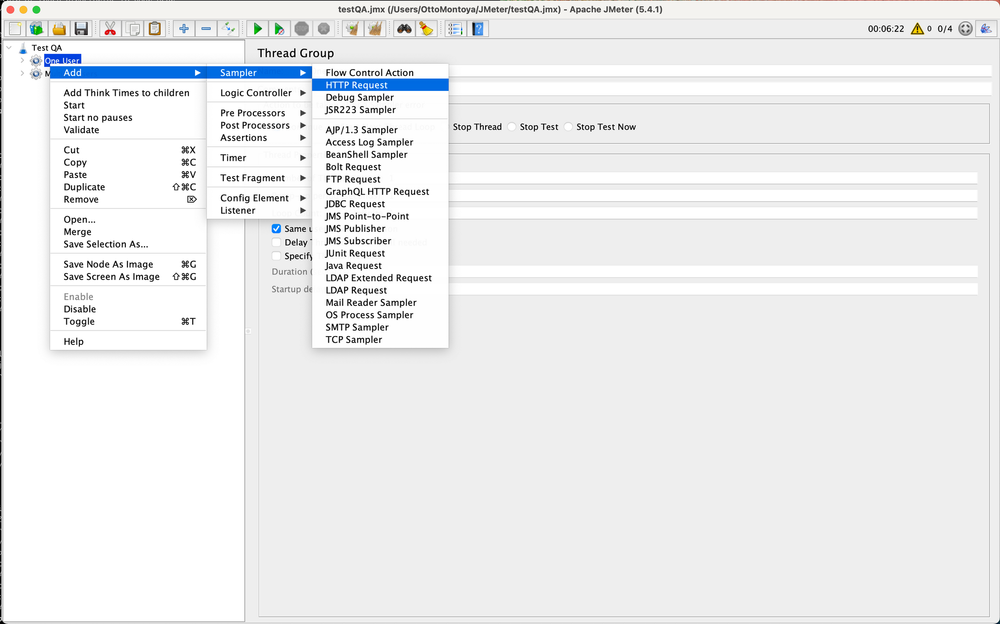 testQA.jmx (/Users/OttoMontoya/JMeter/testQA.jmx) - Apache JMeter (5.4.1)
STOP
00:06:22 0 0/4
Test QA
One User
Add
Add Think Times to children
Start
Start no pauses
Validate
Cut ⌘X
Copy ⌘C
Paste ⌘V
Duplicate ⇧⌘C
Remove ⌦
Open...
Merge
Save Selection As...
Save Node As Image ⌘G
Save Screen As Image ⇧⌘G
Enable
Disable
Toggle ⌘T
Help
Sampler
Logic Controller
Pre Processors
Post Processors
Assertions
Timer
Test Fragment
Config Element
Listener
Flow Control Action
HTTP Request
Debug Sampler
JSR223 Sampler
AJP/1.3 Sampler
Access Log Sampler
BeanShell Sampler
Bolt Request
FTP Request
GraphQL HTTP Request
JDBC Request
JMS Point-to-Point
JMS Publisher
JMS Subscriber
JUnit Request
Java Request
LDAP Extended Request
LDAP Request
Mail Reader Sampler
OS Process Sampler
SMTP Sampler
TCP Sampler
Thread Group
Stop Thread Stop Test Stop Test Now
Same
Delay
Specify
Duration
Startup